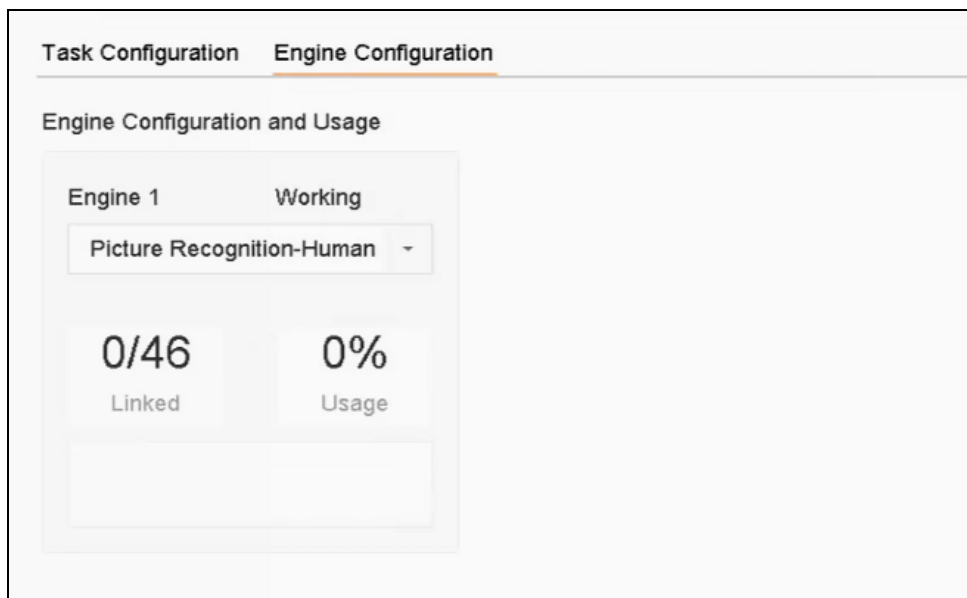 Task Configuration Engine Configuration
Engine Configuration and Usage
Engine 1 Working
Picture Recognition-Human
0/46 0%
Linked Usage